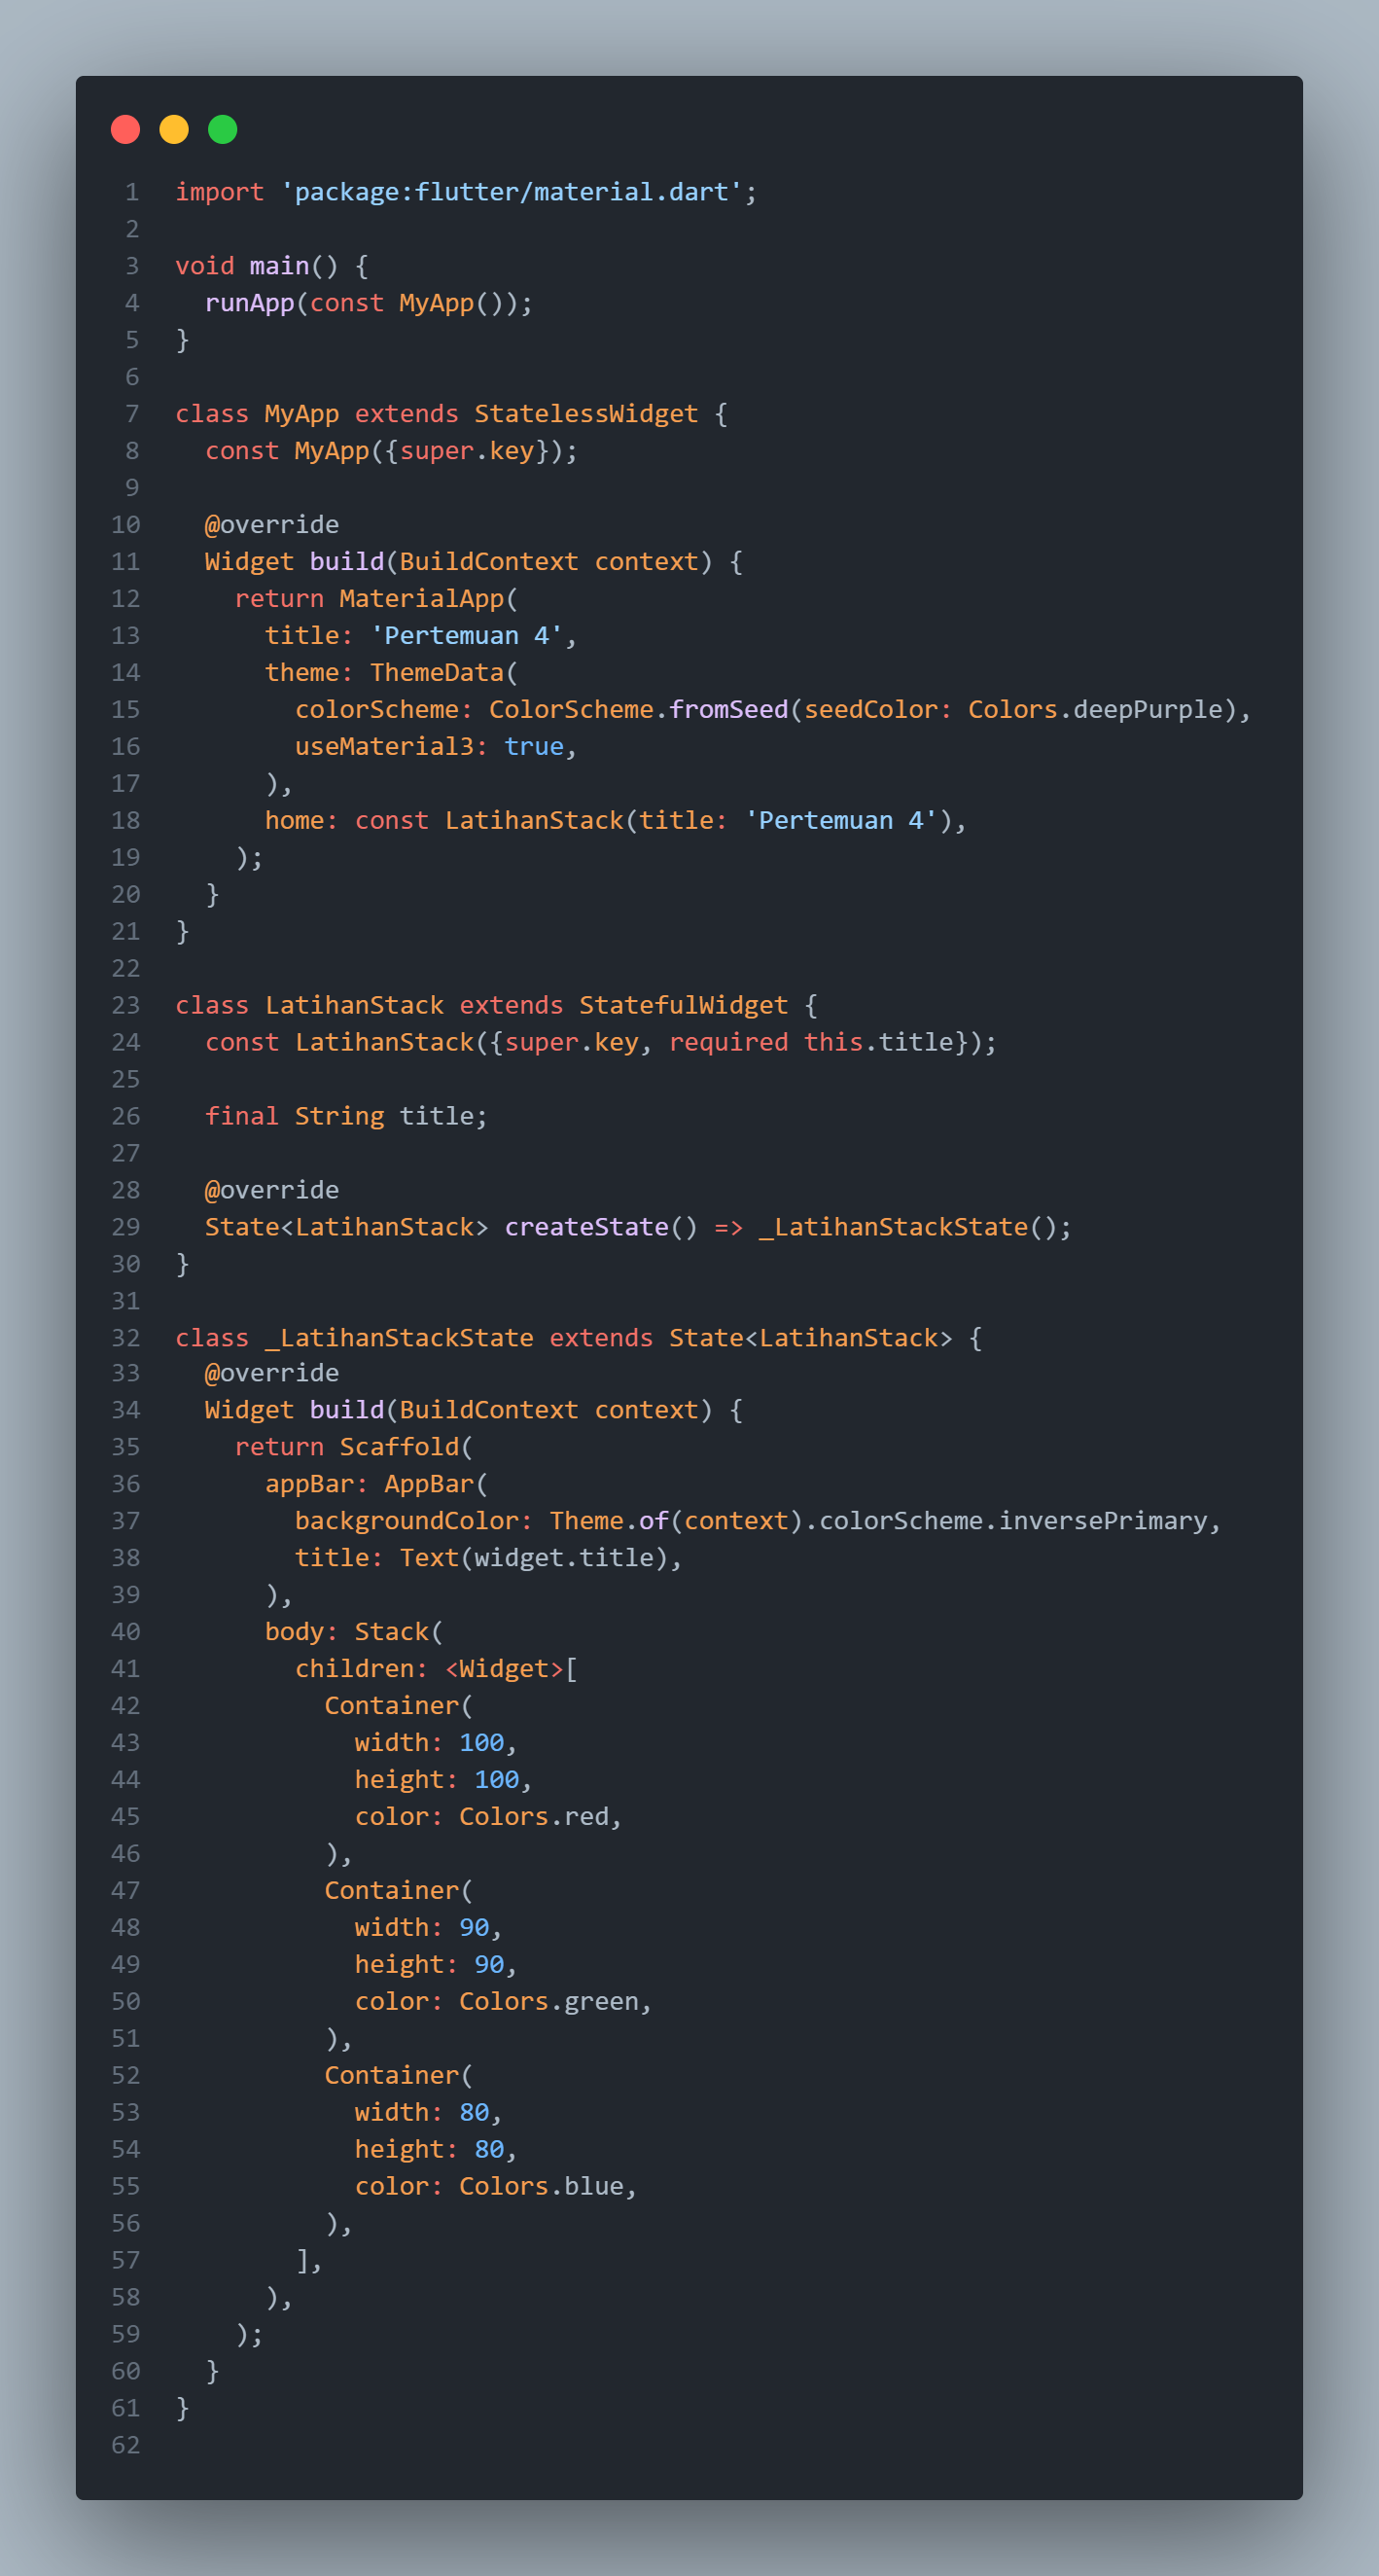 1 import 'package:flutter/material.dart';
2
3 void main() {
4   runApp(const MyApp());
5 }
6
7 class MyApp extends StatelessWidget {
8   const MyApp({super.key});
9
10   @override
11   Widget build(BuildContext context) {
12     return MaterialApp(
13       title: 'Pertemuan 4',
14       theme: ThemeData(
15         colorScheme: ColorScheme.fromSeed(seedColor: Colors.deepPurple),
16         useMaterial3: true,
17       ),
18       home: const LatihanStack(title: 'Pertemuan 4'),
19     );
20   }
21 }
22
23 class LatihanStack extends StatefulWidget {
24   const LatihanStack({super.key, required this.title});
25
26   final String title;
27
28   @override
29   State<LatihanStack> createState() => _LatihanStackState();
30 }
31
32 class _LatihanStackState extends State<LatihanStack> {
33   @override
34   Widget build(BuildContext context) {
35     return Scaffold(
36       appBar: AppBar(
37         backgroundColor: Theme.of(context).colorScheme.inversePrimary,
38         title: Text(widget.title),
39       ),
40       body: Stack(
41         children: <Widget>[
42           Container(
43             width: 100,
44             height: 100,
45             color: Colors.red,
46           ),
47           Container(
48             width: 90,
49             height: 90,
50             color: Colors.green,
51           ),
52           Container(
53             width: 80,
54             height: 80,
55             color: Colors.blue,
56           ),
57         ],
58       ),
59     );
60   }
61 }
62